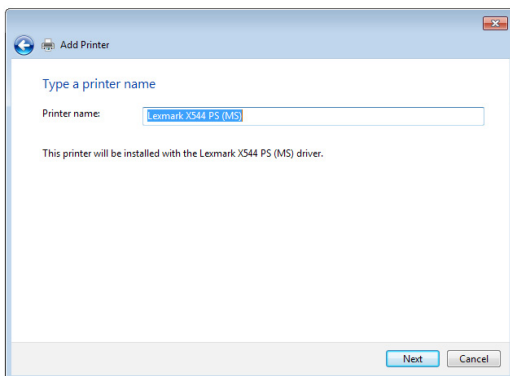 Add Printer
Type a printer name
Printer name:
Lexmark X544 PS (MS)
This printer will be installed with the Lexmark X544 PS (MS) driver.
Next
Cancel